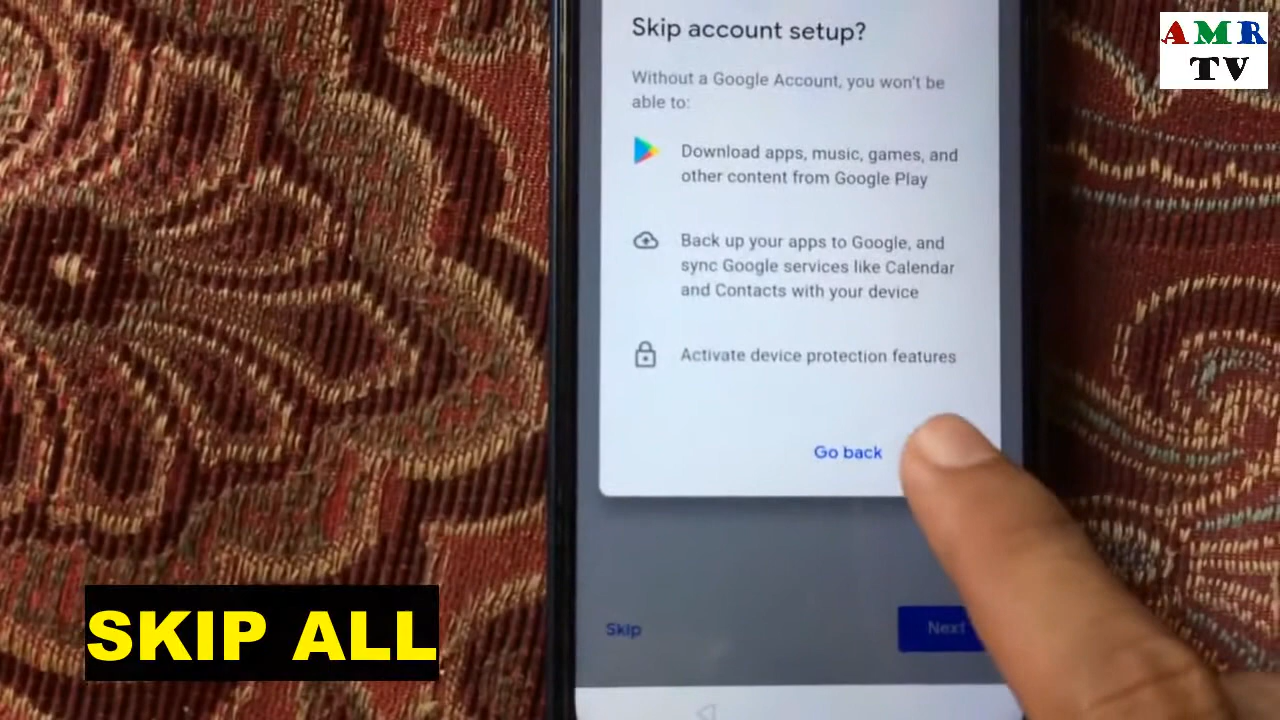 Skip account setup?
Without a Google Account, you won't be
able to:
Download apps, music, games, and
other content from Google Play
Back up your apps to Google, and
sync Google services like Calendar
and Contacts with your device
Activate device protection features
Go back
Skip
Next
SKIP ALL
AMR
TV